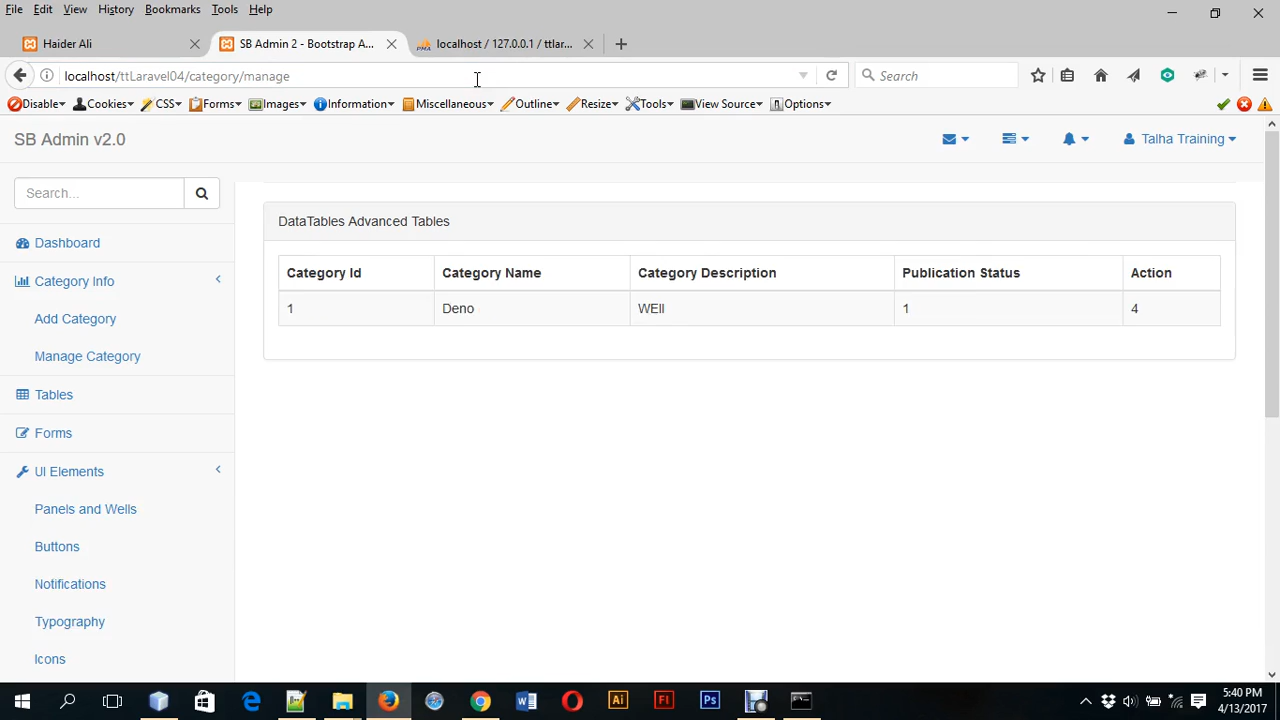 File Edit View History Bookmarks Tools Help
Haider Ali
SB Admin 2 - Bootstrap A...
localhost / 127.0.0.1 / ttlar...
localhost/ttLaravel04/category/manage
Search
Disable Cookies CSS Forms Images Information Miscellaneous Outline Resize Tools View Source Options
SB Admin v2.0
Talha Training
Search...
Dashboard
Category Info
Add Category
Manage Category
Tables
Forms
UI Elements
Panels and Wells
Buttons
Notifications
Typography
Icons
DataTables Advanced Tables
Category Id Category Name Category Description Publication Status Action
1 Deno WEll 1 4
5:40 PM
4/13/2017